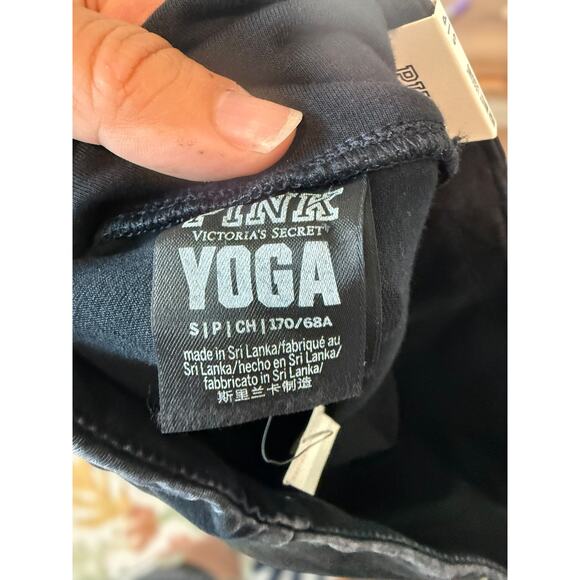 PINK
VICTORIA'S SECRET
YOGA
S|P|CH|170/68A
made in Sri Lanka/fabriqué au
Sri Lanka/hecho en Sri Lanka/
fabbricato in Sri Lanka
斯里兰卡制造